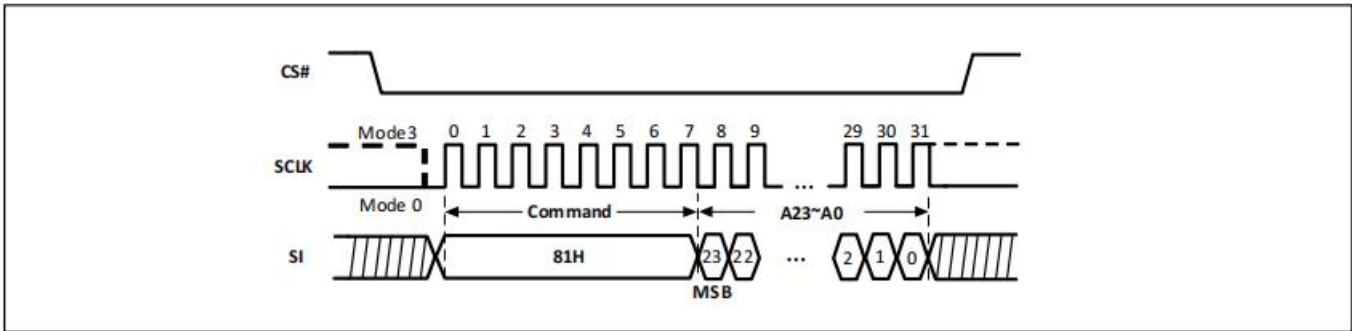 CS#
Mode3 0 1 2 3 4 5 6 7 8 9 29 30 31
SCLK ...
Mode 0 Command A23~A0
SI 81H 23 22 ... 2 1 0
MSB